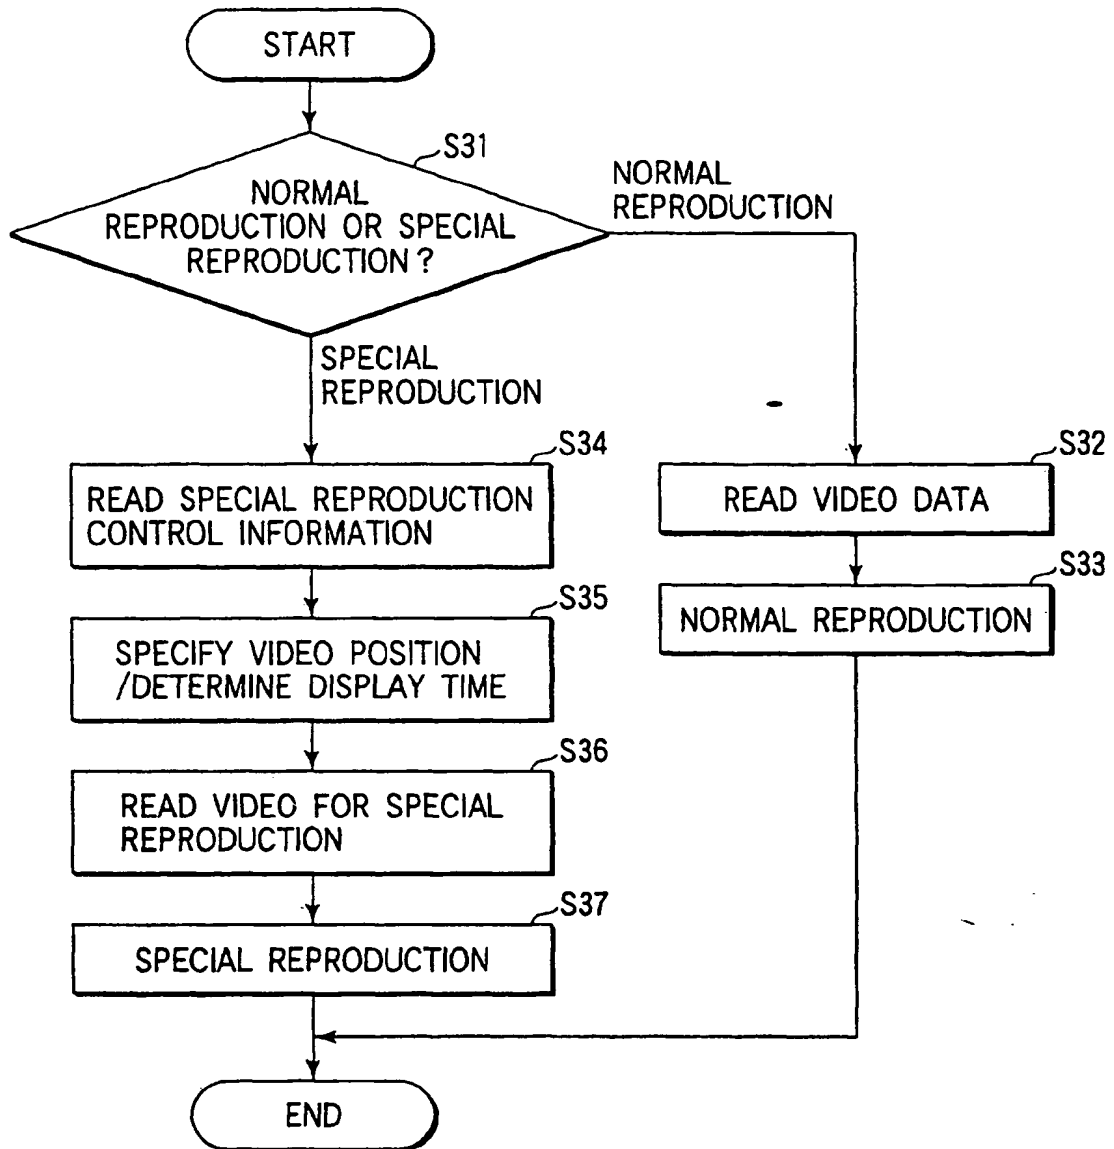 START
S31
NORMAL
REPRODUCTION OR SPECIAL
REPRODUCTION?
NORMAL
REPRODUCTION
SPECIAL
REPRODUCTION
S34
READ SPECIAL REPRODUCTION
CONTROL INFORMATION
S35
SPECIFY VIDEO POSITION
/DETERMINE DISPLAY TIME
S36
READ VIDEO FOR SPECIAL
REPRODUCTION
S37
SPECIAL REPRODUCTION
S32
READ VIDEO DATA
S33
NORMAL REPRODUCTION
END